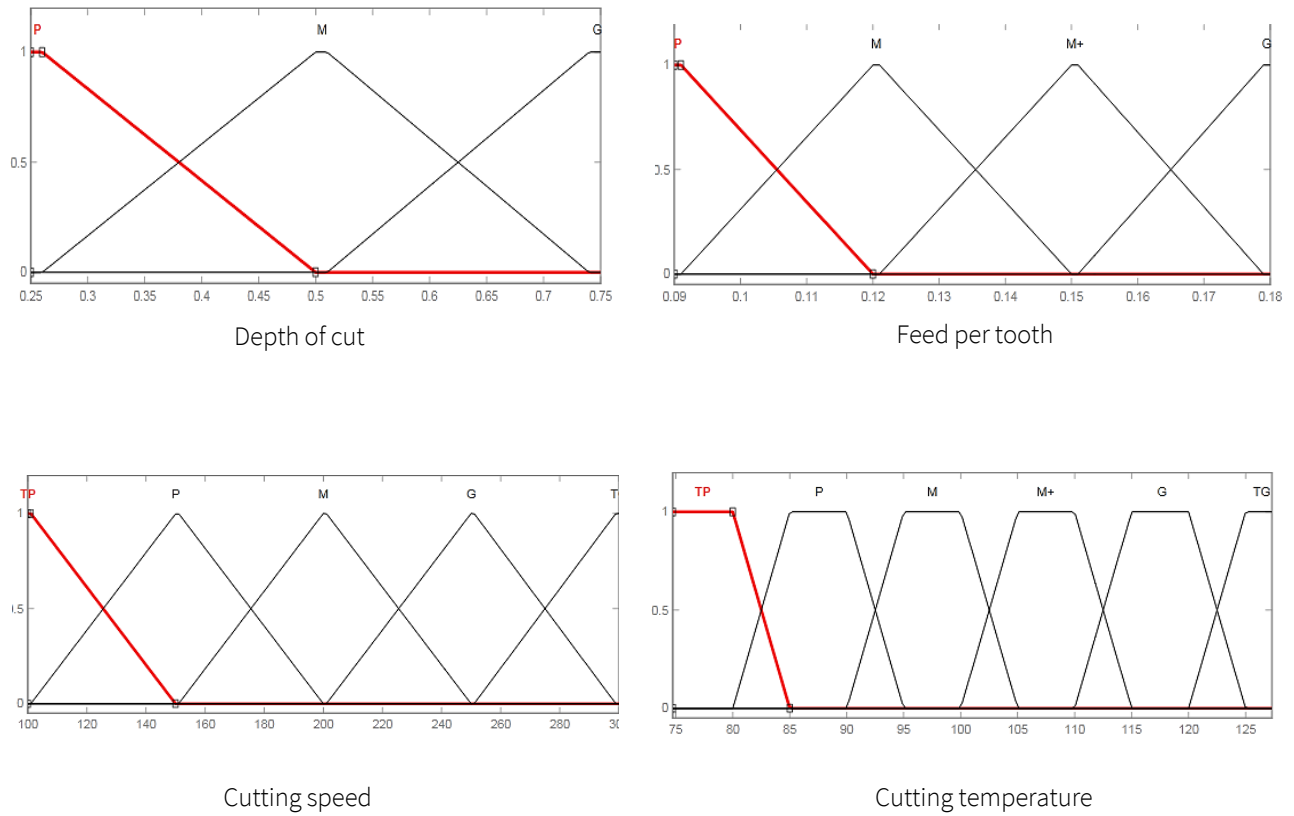 P M G
1
0.5
0
0.25 0.3 0.35 0.4 0.45 0.5 0.55 0.6 0.65 0.7 0.75
Depth of cut
P M M+ G
1
0.5
0
0.09 0.1 0.11 0.12 0.13 0.14 0.15 0.16 0.17 0.18
Feed per tooth
TP P M G
1
0
100 120 140 160 180 200 220 240 260 280
Cutting speed
TP P M M+ G TG
1
0.5
0
75 80 85 90 95 100 105 110 115 120 125
Cutting temperature